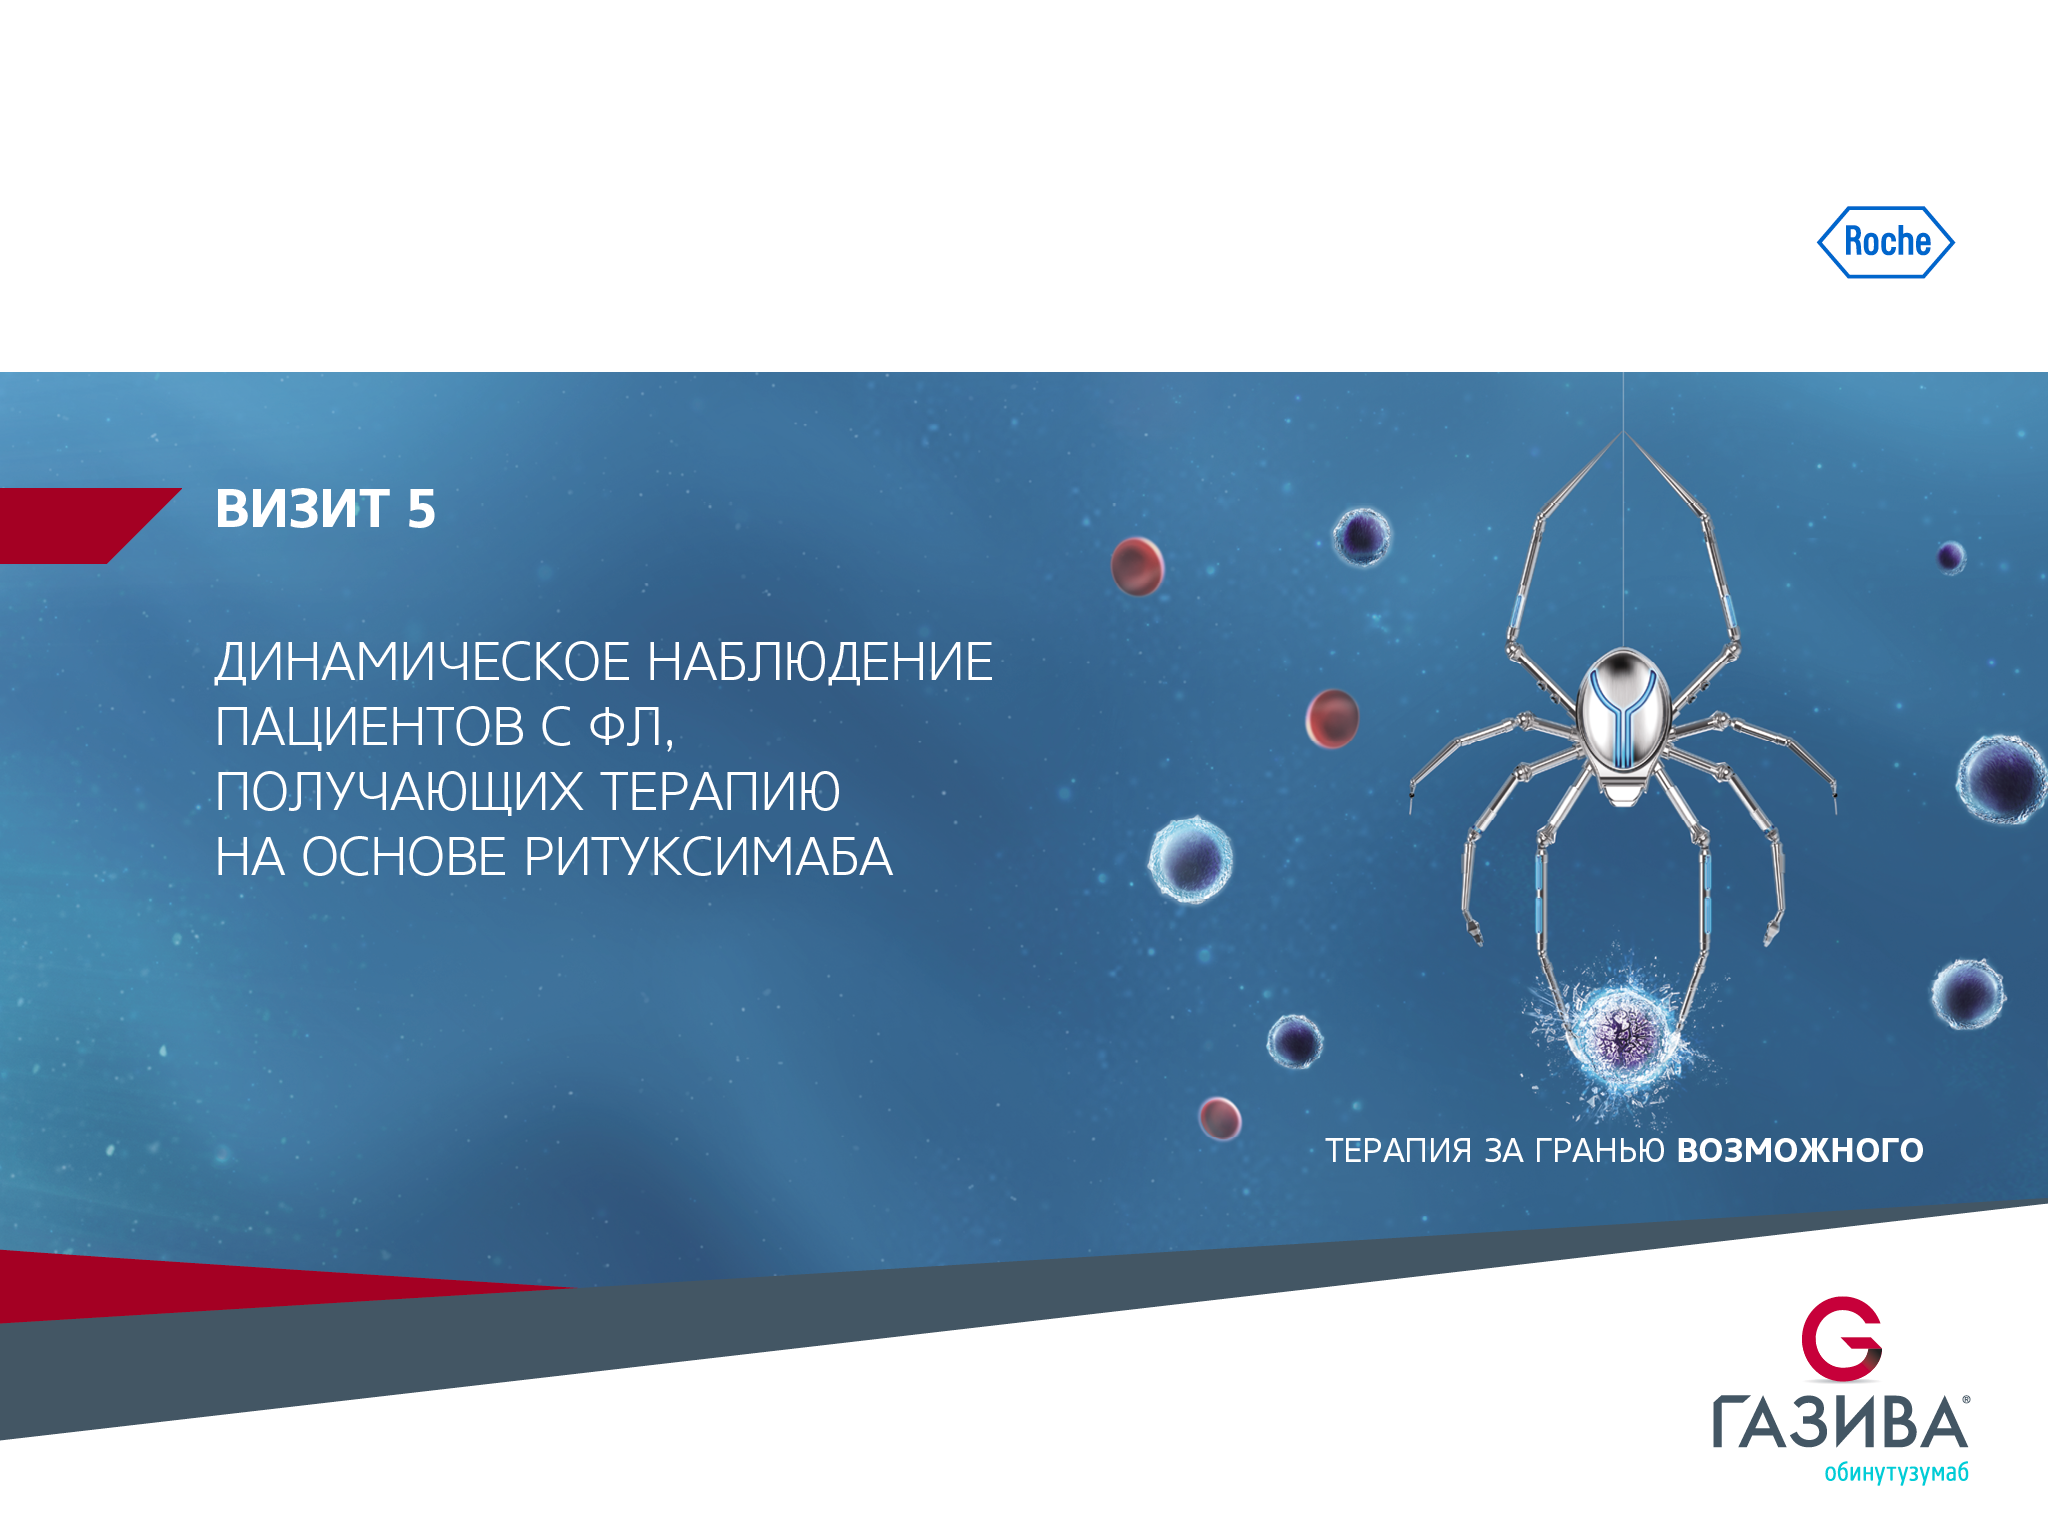 Roche
ВИЗИТ 5
ДИНАМИЧЕСКОЕ НАБЛЮДЕНИЕ
ПАЦИЕНТОВ С ФЛ,
ПОЛУЧАЮЩИХ ТЕРАПИЮ
НА ОСНОВЕ РИТУКСИМАБА
ТЕРАПИЯ ЗА ГРАНЬЮ ВОЗМОЖНОГО
ГАЗИВА®
обинутузумаб